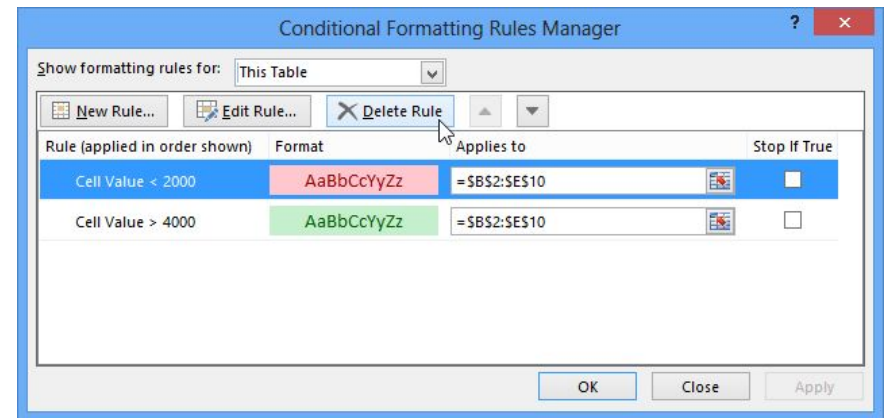 Conditional Formatting Rules Manager ? ×
Show formatting rules for: This Table
New Rule... Edit Rule... Delete Rule
Rule (applied in order shown) Format Applies to Stop If True
Cell Value < 2000 AaBbCcYyZz =$B$2:$E$10
Cell Value > 4000 AaBbCcYyZz =$B$2:$E$10
OK Close Apply